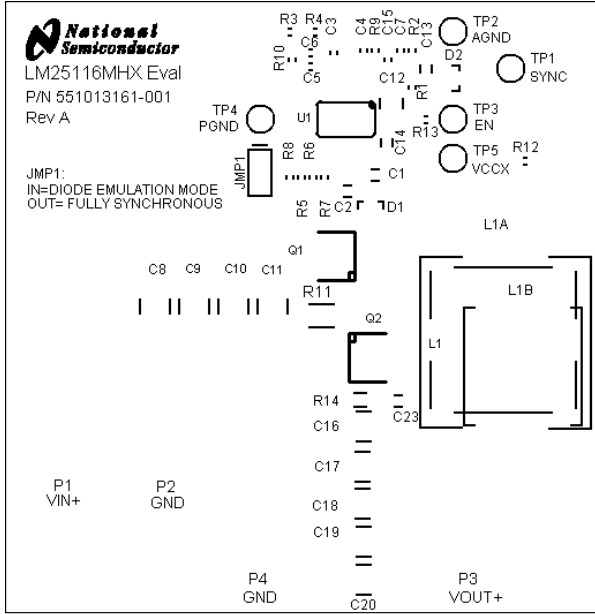 National
Semiconductor
LM25116MHX Eval
P/N 551013161-001
Rev A
R3
R4
C3
C6
R10
C5
C4
R9
C15
C7
R2
C13
TP2
AGND
D2
TP1
SYNC
C12
R1
TP4
PGND
U1
R13
TP3
EN
C14
TP5
VCCX
R12
JMP1
R8
R6
C1
JMP1:
IN=DIODE EMULATION MODE
OUT= FULLY SYNCHRONOUS
R5
R7
C2
D1
L1A
Q1
C8
C9
C10
C11
R11
L1B
Q2
L1
R14
C23
C16
C17
P1
VIN+
P2
GND
C18
C19
P4
GND
C20
P3
VOUT+